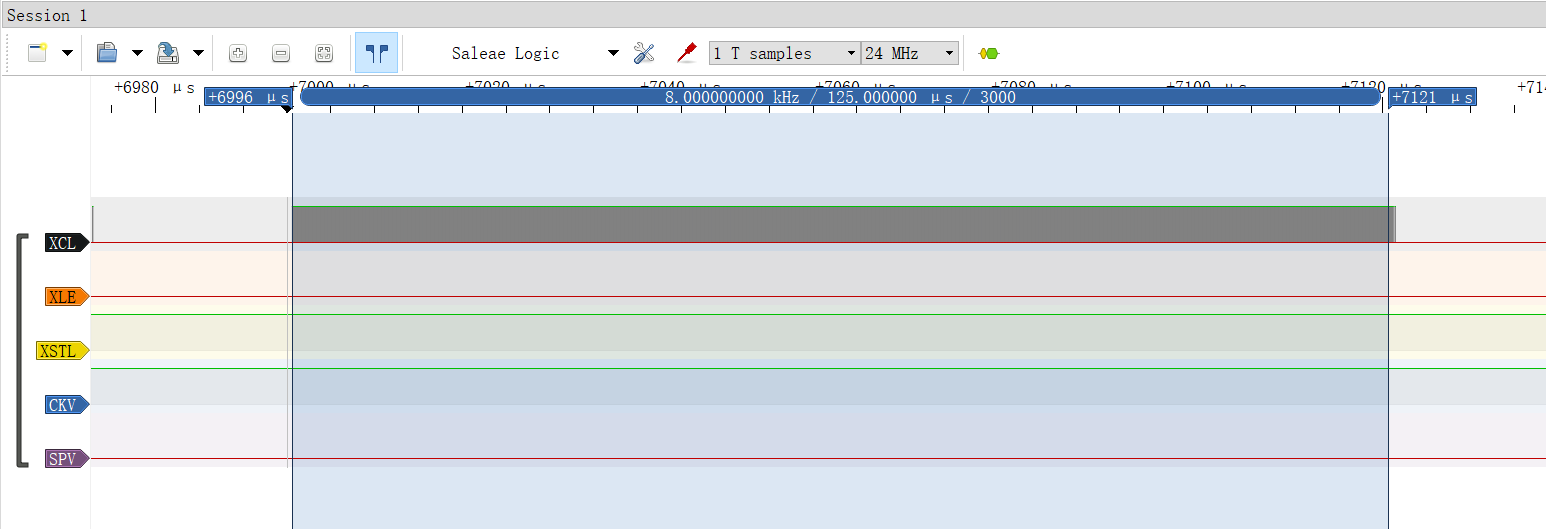 Session 1
Saleae Logic 1 T samples 24 MHz
+6980 μs +7000 μs +7020 μs +7040 μs +7060 μs +7080 μs +7100 μs +7120 μs
+6996 μs 8.000000000 kHz / 125.000000 μs / 3000 +7121 μs
XCL
XLE
XSTL
CKV
SPV